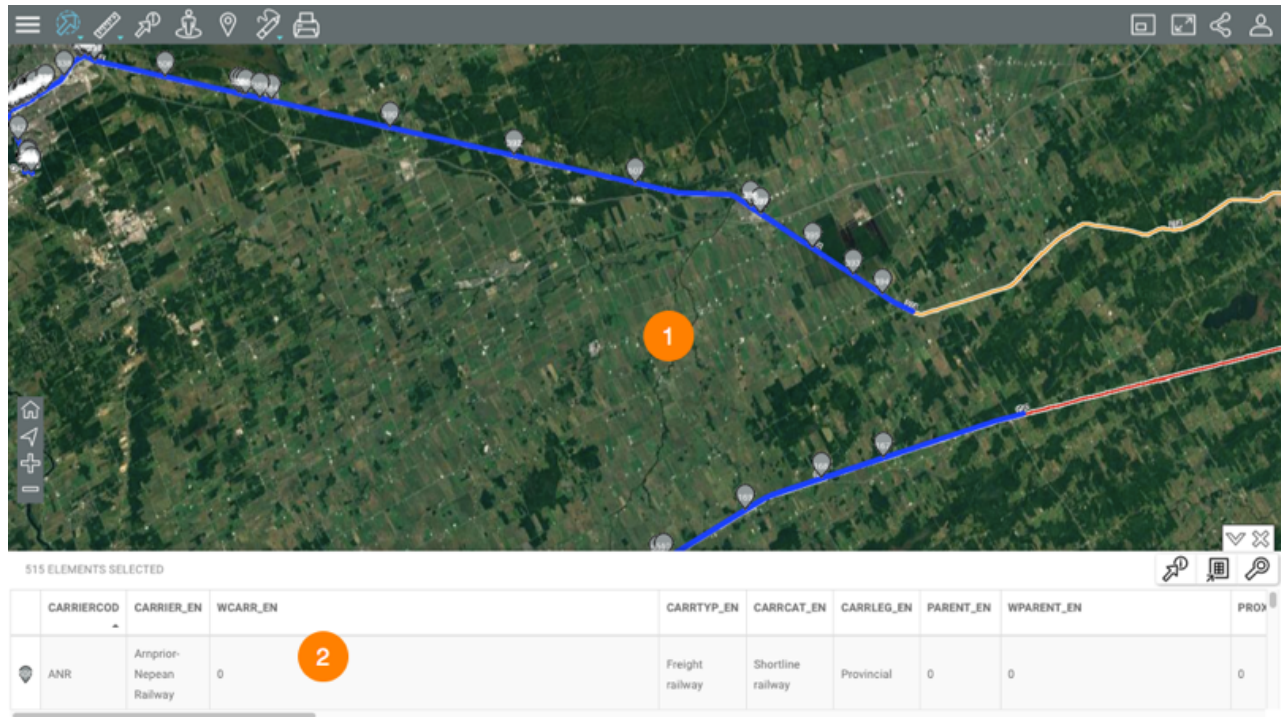 1
515 ELEMENTS SELECTED
CARRIERCOD CARRIER_EN WCARR_EN CARRTYP_EN CARRCAT_EN CARRLEG_EN PARENT_EN WPARENT_EN PROX
2
ANR Arnprior-Nepean Railway 0 Freight railway Shortline railway Provincial 0 0 0